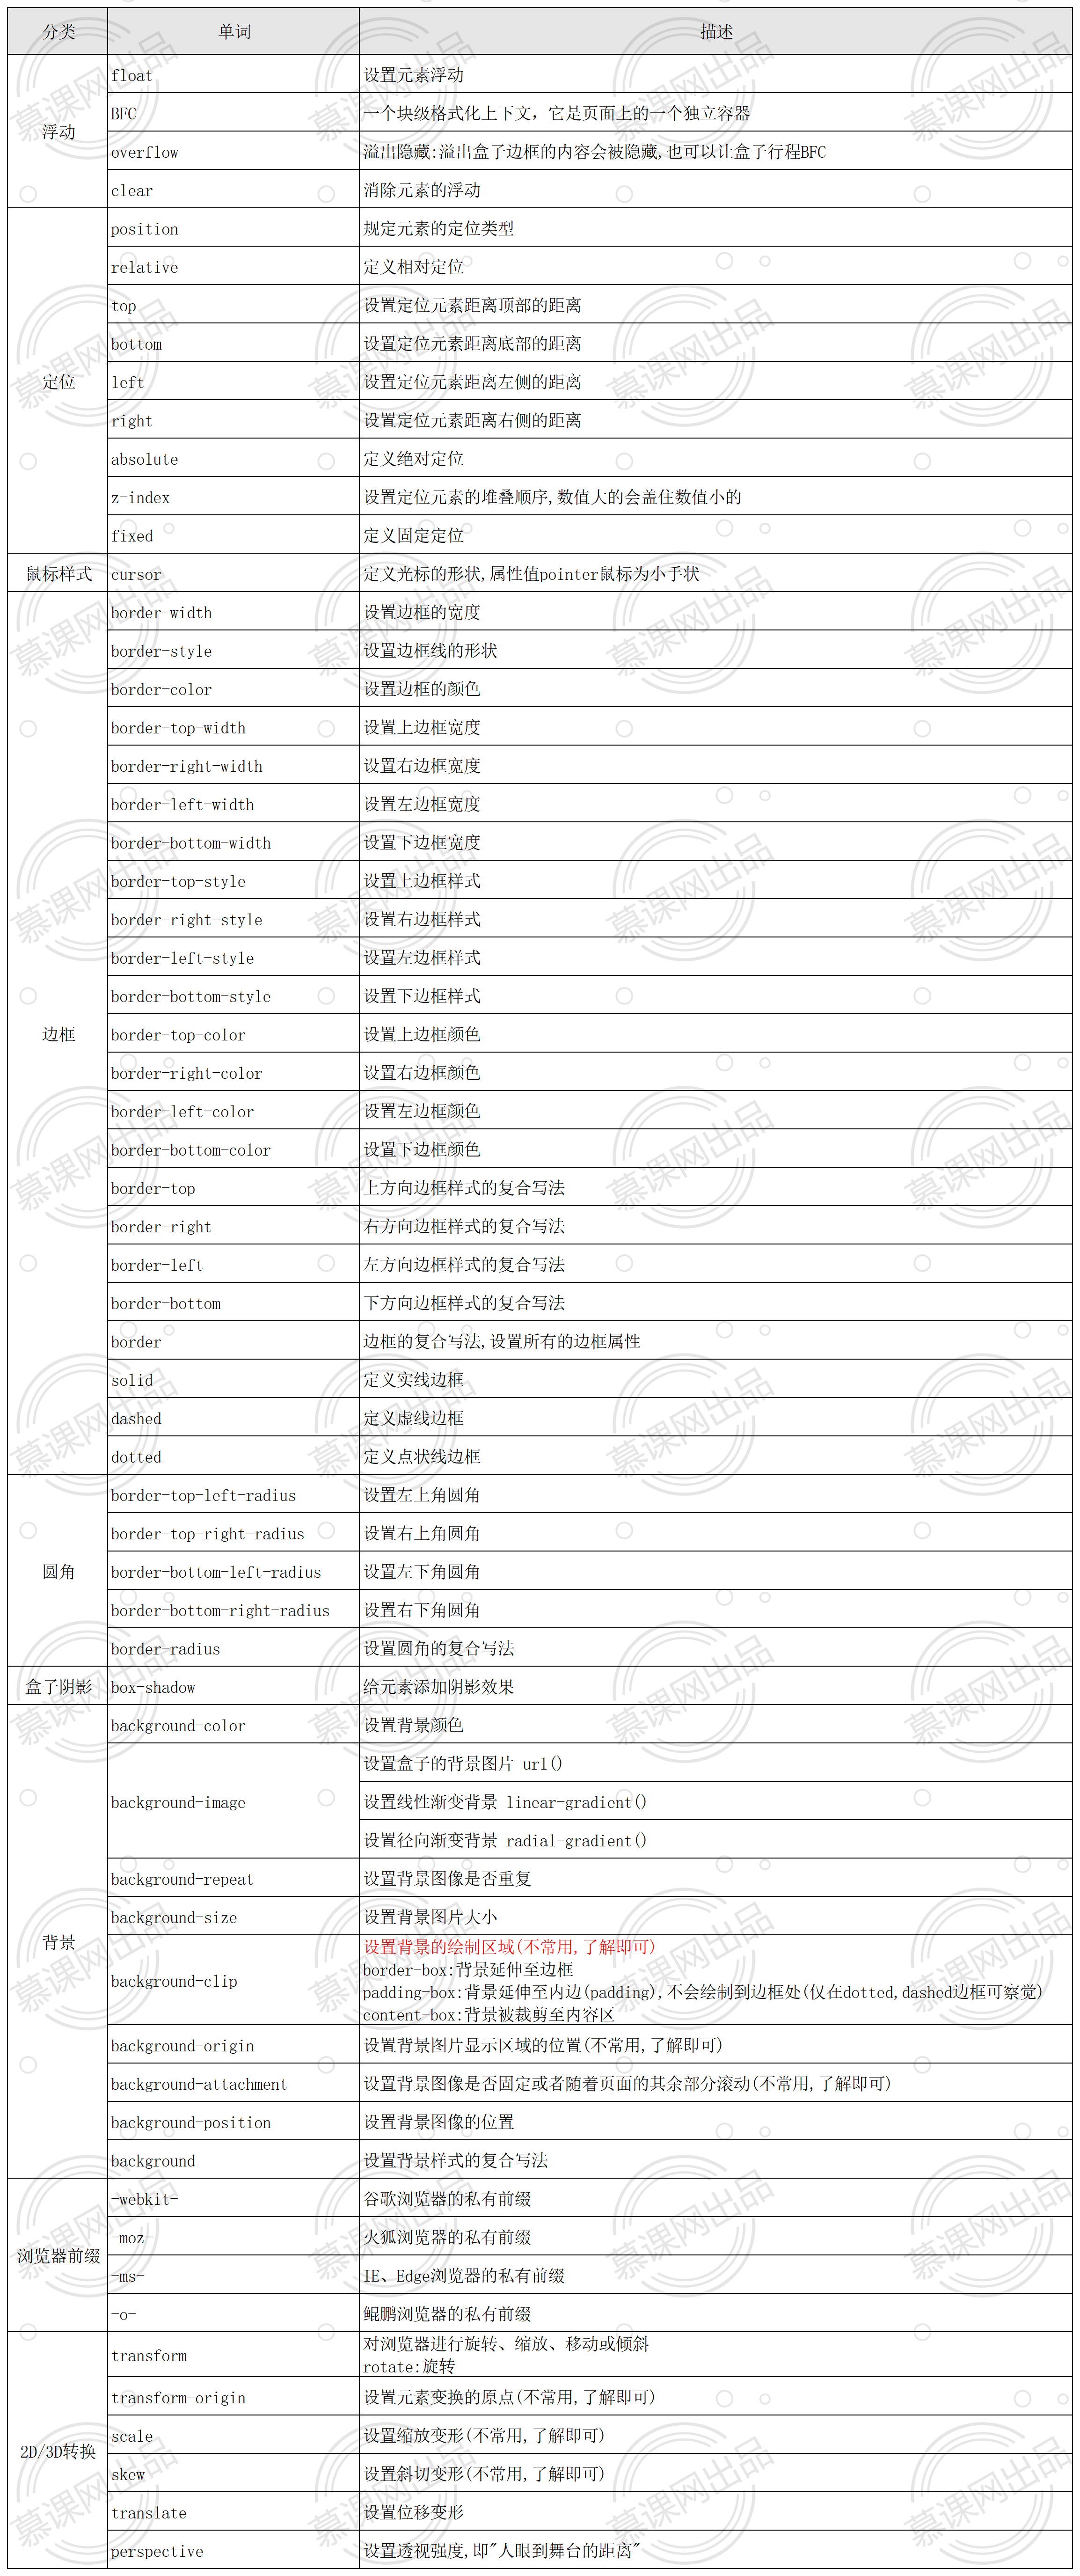 分类 单词 描述
浮动
float 设置元素浮动
BFC 一个块级格式化上下文，它是页面上的一个独立容器
overflow 溢出隐藏:溢出盒子边框的内容会被隐藏,也可以让盒子行程BFC
clear 消除元素的浮动
定位
position 规定元素的定位类型
relative 定义相对定位
top 设置定位元素距离顶部的距离
bottom 设置定位元素距离底部的距离
left 设置定位元素距离左侧的距离
right 设置定位元素距离右侧的距离
absolute 定义绝对定位
z-index 设置定位元素的堆叠顺序,数值大的会盖住数值小的
fixed 定义固定定位
鼠标样式 cursor 定义光标的形状,属性值pointer鼠标为小手状
边框
border-width 设置边框的宽度
border-style 设置边框线的形状
border-color 设置边框的颜色
border-top-width 设置上边框宽度
border-right-width 设置右边框宽度
border-left-width 设置左边框宽度
border-bottom-width 设置下边框宽度
border-top-style 设置上边框样式
border-right-style 设置右边框样式
border-left-style 设置左边框样式
border-bottom-style 设置下边框样式
border-top-color 设置上边框颜色
border-right-color 设置右边框颜色
border-left-color 设置左边框颜色
border-bottom-color 设置下边框颜色
border-top 上方向边框样式的复合写法
border-right 右方向边框样式的复合写法
border-left 左方向边框样式的复合写法
border-bottom 下方向边框样式的复合写法
border 边框的复合写法,设置所有的边框属性
solid 定义实线边框
dashed 定义虚线边框
dotted 定义点状线边框
圆角
border-top-left-radius 设置左上角圆角
border-top-right-radius 设置右上角圆角
border-bottom-left-radius 设置左下角圆角
border-bottom-right-radius 设置右下角圆角
border-radius 设置圆角的复合写法
盒子阴影 box-shadow 给元素添加阴影效果
背景
background-color 设置背景颜色
background-image
设置盒子的背景图片 url()
设置线性渐变背景 linear-gradient()
设置径向渐变背景 radial-gradient()
background-repeat 设置背景图像是否重复
background-size 设置背景图片大小
background-clip
设置背景的绘制区域(不常用,了解即可)
border-box:背景延伸至边框
padding-box:背景延伸至内边(padding),不会绘制到边框处(仅在dotted,dashed边框可察觉)
content-box:背景被裁剪至内容区
background-origin 设置背景图片显示区域的位置(不常用,了解即可)
background-attachment 设置背景图像是否固定或者随着页面的其余部分滚动(不常用,了解即可)
background-position 设置背景图像的位置
background 设置背景样式的复合写法
浏览器前缀
-webkit- 谷歌浏览器的私有前缀
-moz- 火狐浏览器的私有前缀
-ms- IE、Edge浏览器的私有前缀
-o- 鲲鹏浏览器的私有前缀
2D/3D转换
transform
对浏览器进行旋转、缩放、移动或倾斜
rotate:旋转
transform-origin 设置元素变换的原点(不常用,了解即可)
scale 设置缩放变形(不常用,了解即可)
skew 设置斜切变形(不常用,了解即可)
translate 设置位移变形
perspective 设置透视强度,即"人眼到舞台的距离"
慕课网出品